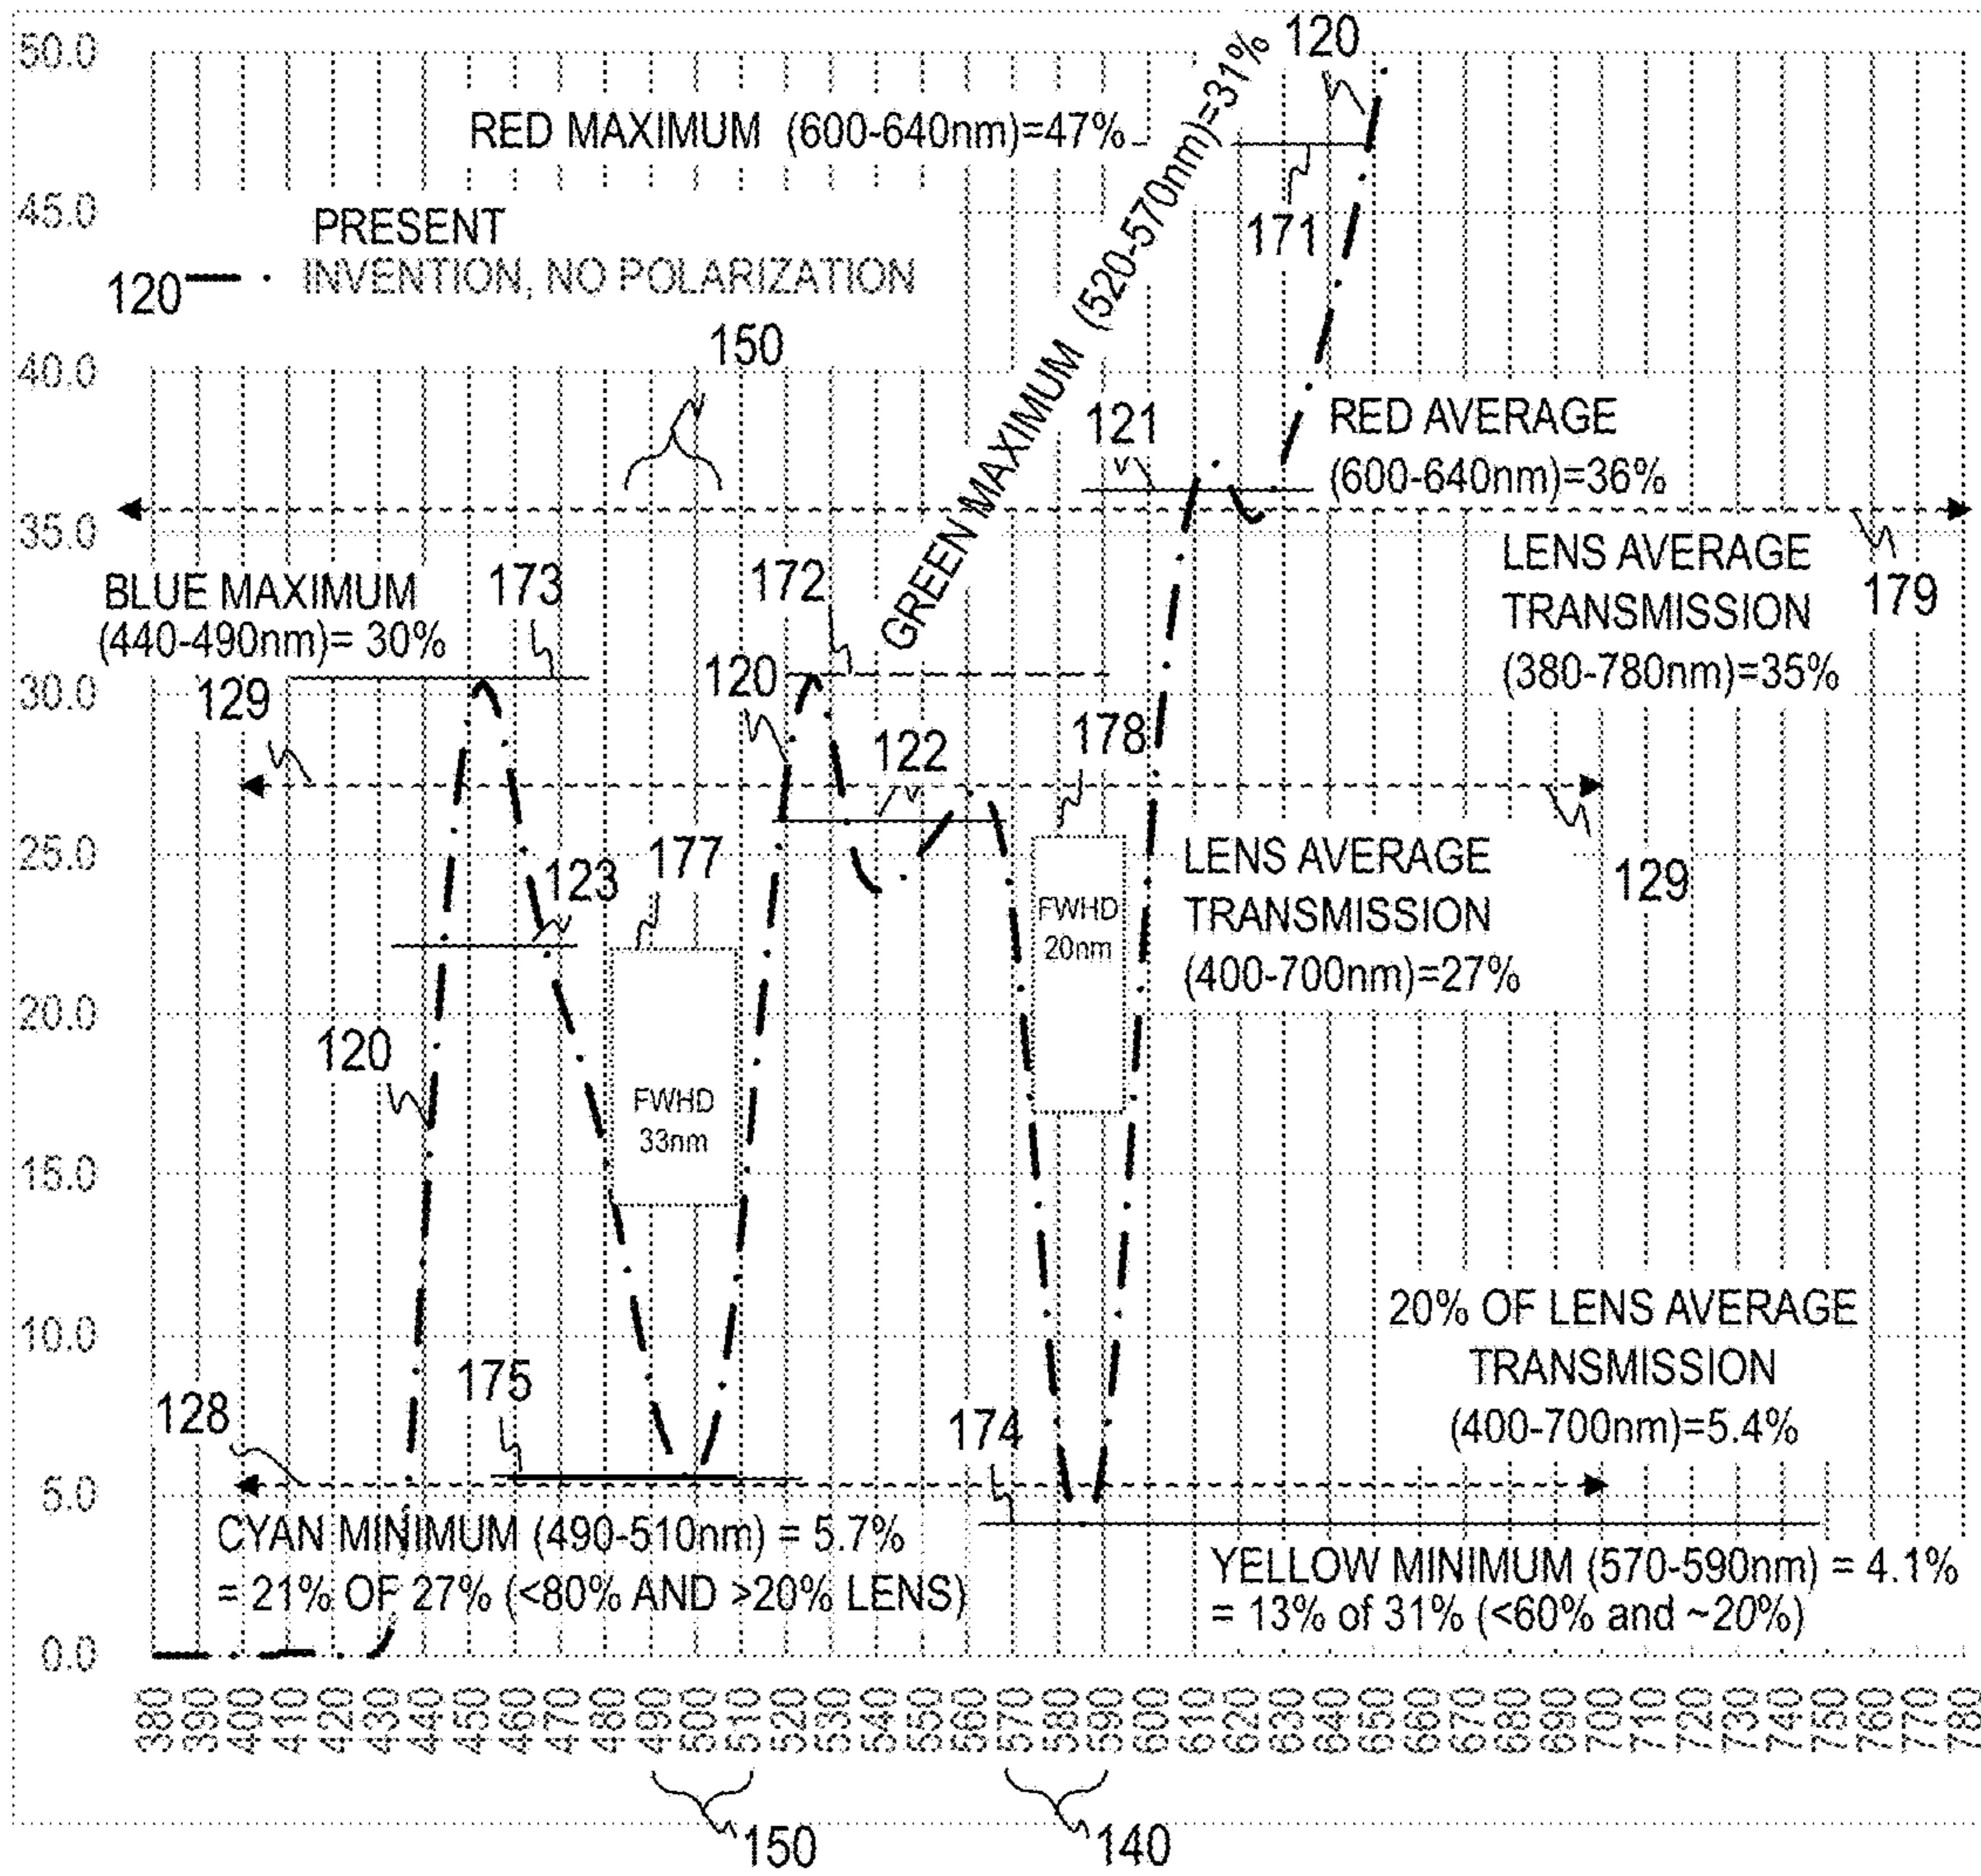 50.0
120
RED MAXIMUM (600-640nm)=47%
GREEN MAXIMUM (520-570nm)=31%
45.0
171
PRESENT
120 INVENTION, NO POLARIZATION
150
40.0
121
RED AVERAGE
(600-640nm)=36%
35.0
LENS AVERAGE
TRANSMISSION
(380-780nm)=35%
179
BLUE MAXIMUM
(440-490nm)= 30%
173
172
30.0
129
120
178
122
25.0
123
177
FWHD
20nm
LENS AVERAGE
TRANSMISSION
(400-700nm)=27%
129
20.0
120
FWHD
33nm
15.0
10.0
20% OF LENS AVERAGE
TRANSMISSION
(400-700nm)=5.4%
128
175
174
5.0
CYAN MINIMUM (490-510nm) = 5.7%
= 21% OF 27% (<80% AND >20% LENS)
YELLOW MINIMUM (570-590nm) = 4.1%
= 13% of 31% (<60% and ~20%)
0.0
380 390 400 410 420 430 440 450 460 470 480 490 500 510 520 530 540 550 560 570 580 590 600 610 620 630 640 650 660 670 680 690 700 710 720 730 740 750 760 770 780
150
140